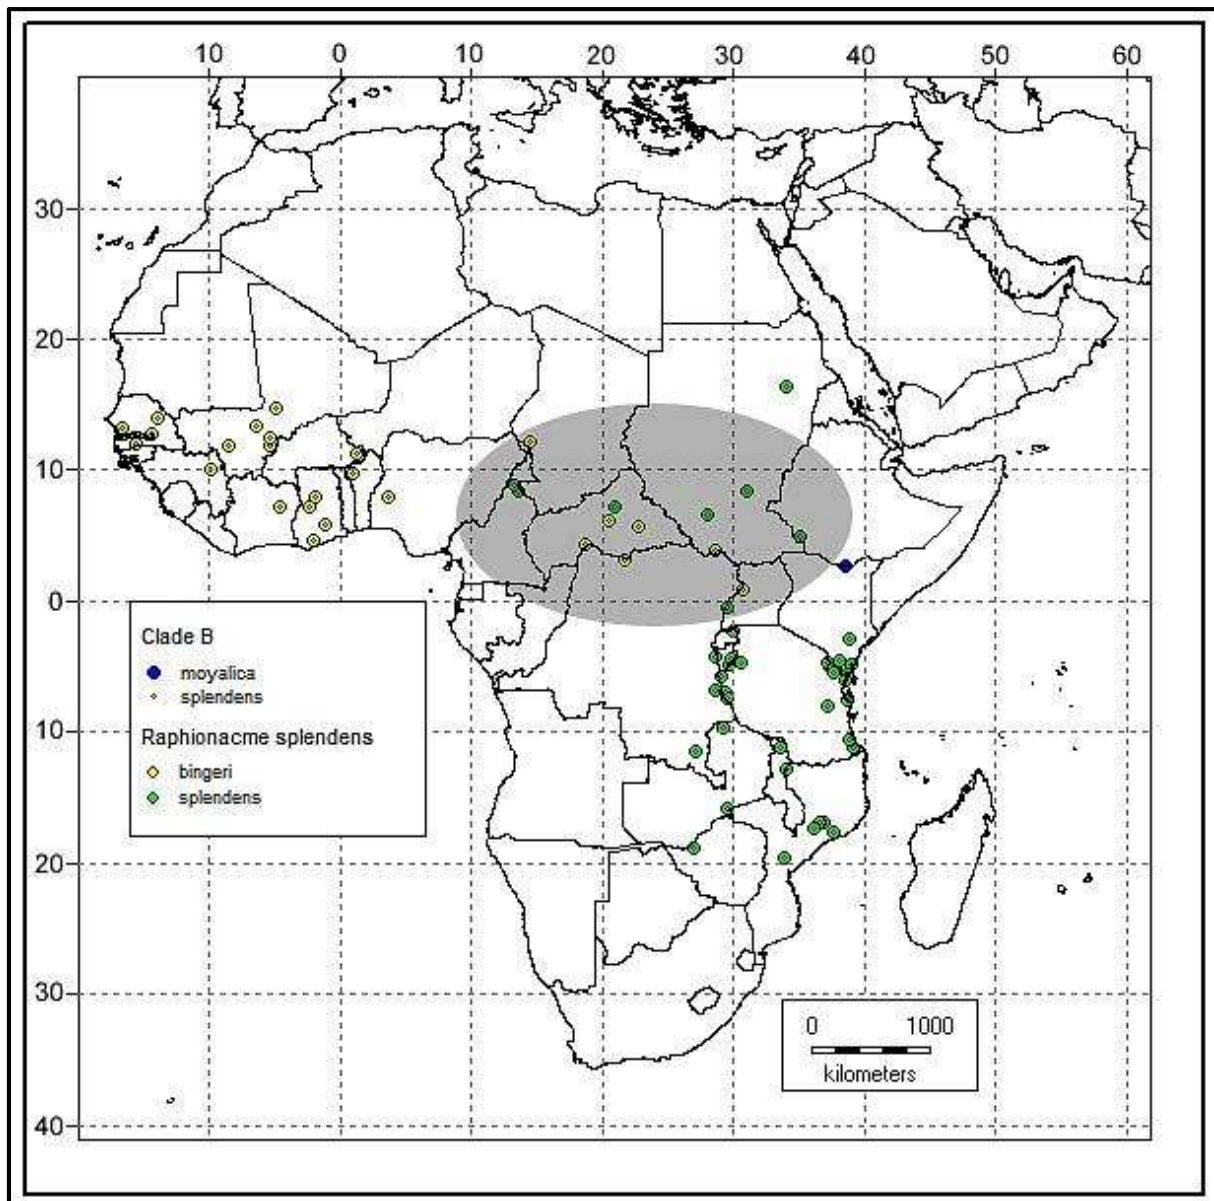 10 0 10 20 30 40 50 60
30
20
10
0
10
20
30
40
Clade B
moyalica
splendens
Raphionacme splendens
bingeri
splendens
0 1000
kilometers